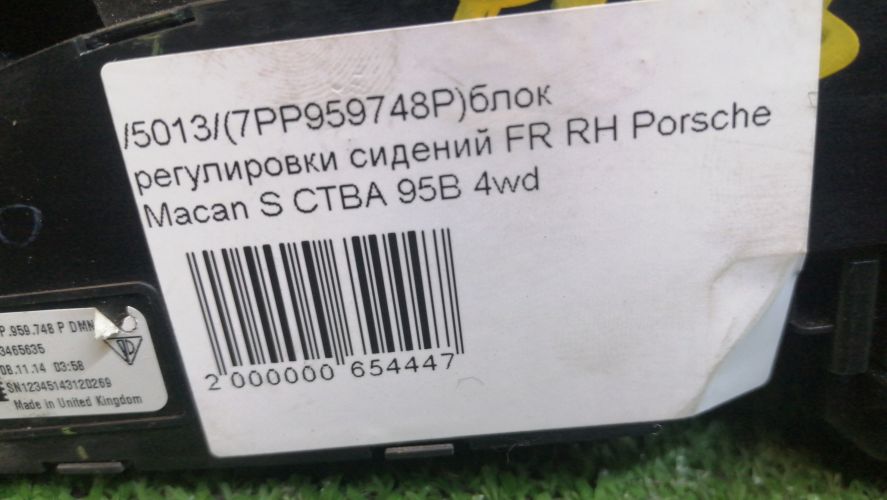 /5013/(7PP959748P)блок
регулировки сидений FR RH Porsche
Macan S CTBA 95B 4wd
2 000000 654447
P.959.748 P DMN
3465635
08.11.14 03:58
SN12345143120269
Made in United Kingdom